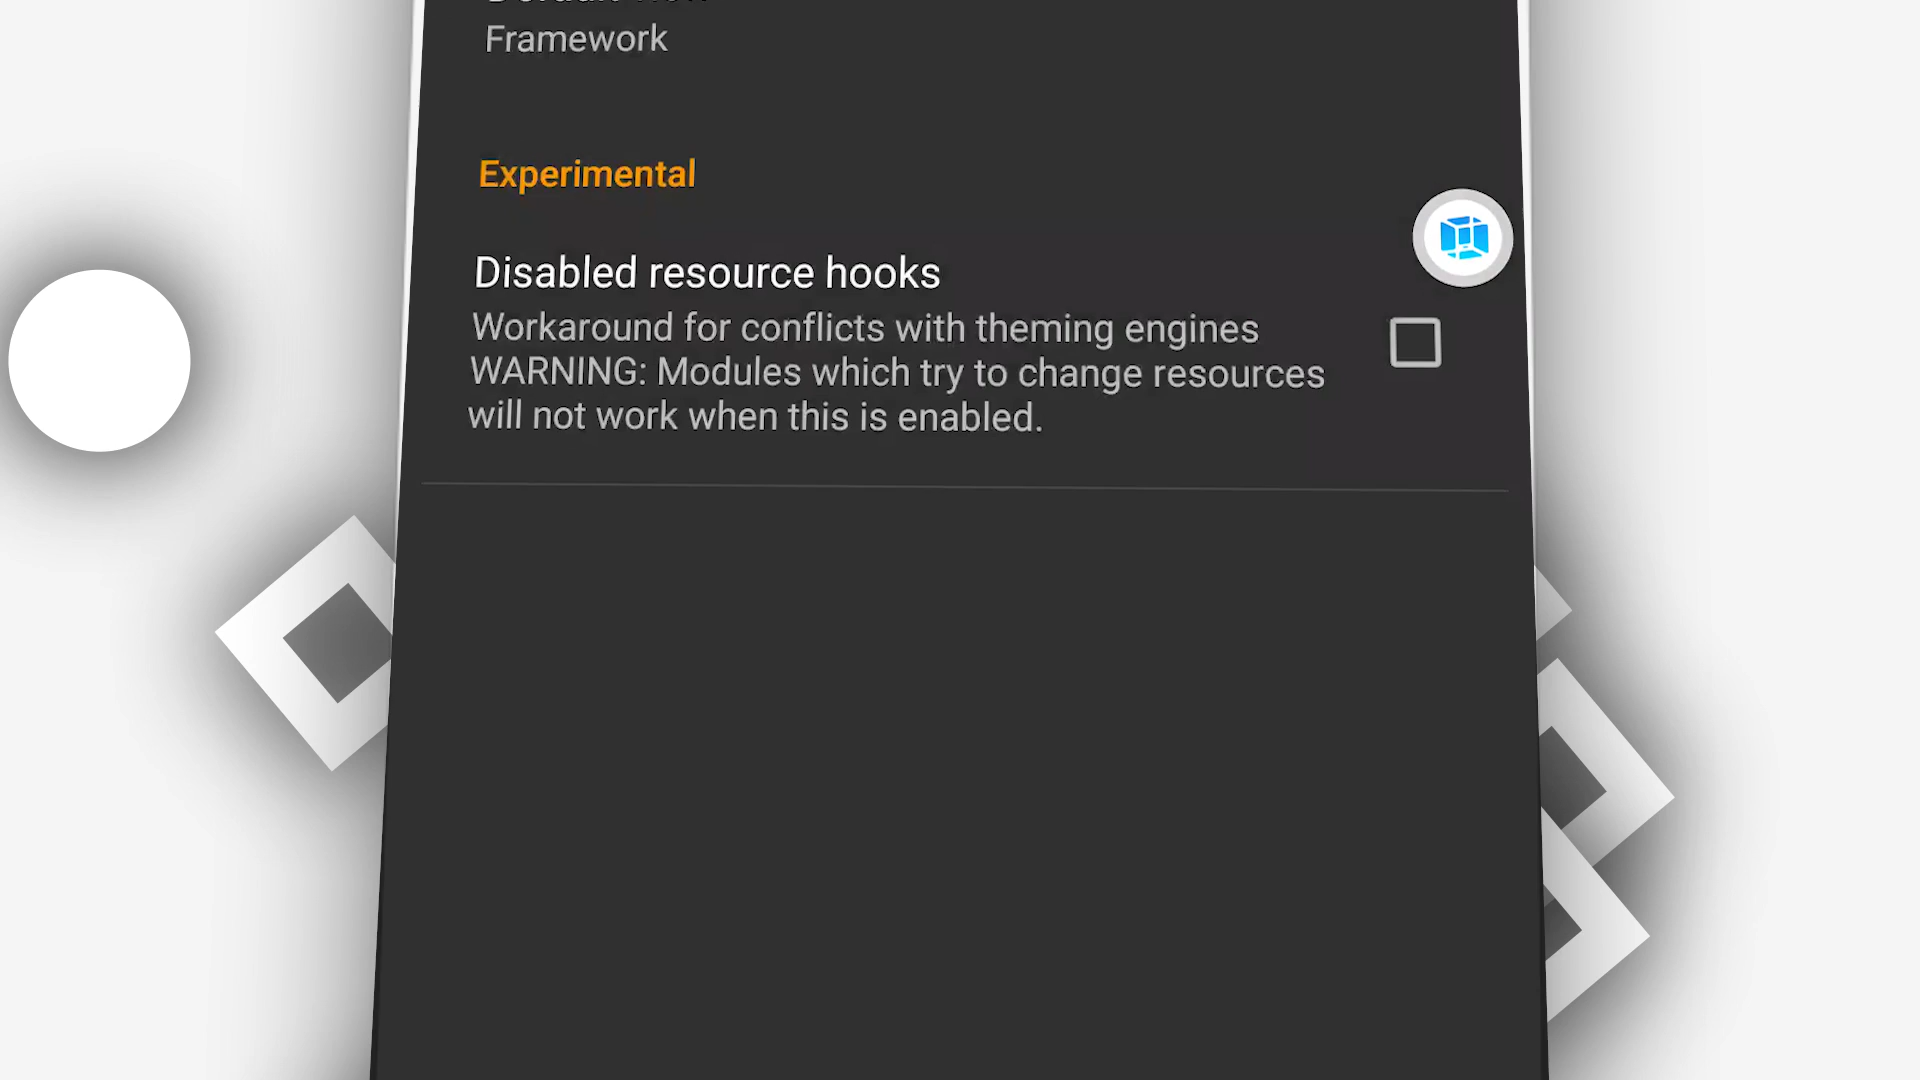 Framework
Experimental
Disabled resource hooks
Workaround for conflicts with theming engines
WARNING: Modules which try to change resources
will not work when this is enabled.